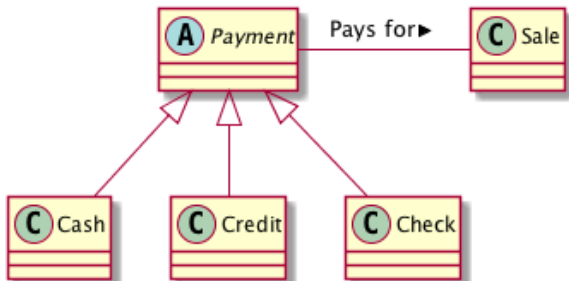 A Payment
Pays for▶
C Sale
C Cash
C Credit
C Check